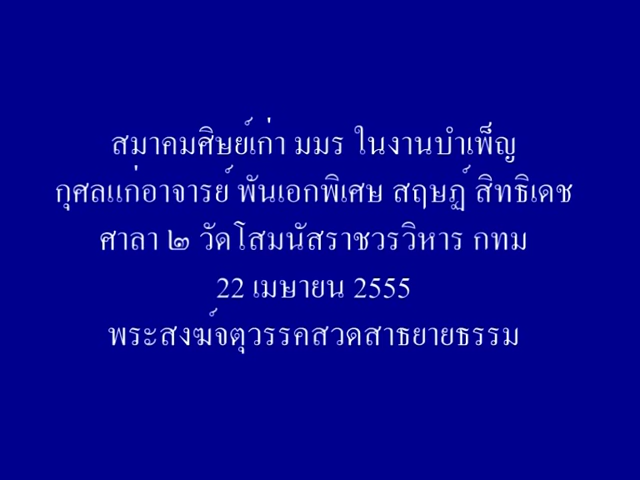 สมาคมศิษย์เก่า มมร ในงานบำเพ็ญ
กุศลแก่อาจารย์ พันเอกพิเศษ สฤษฏ์ สิทธิเดช
ศาลา ๒ วัดโสมนัสราชวรวิหาร กทม
22 เมษายน 2555
พระสงฆ์จตุวรรคสวดสาธยายธรรม